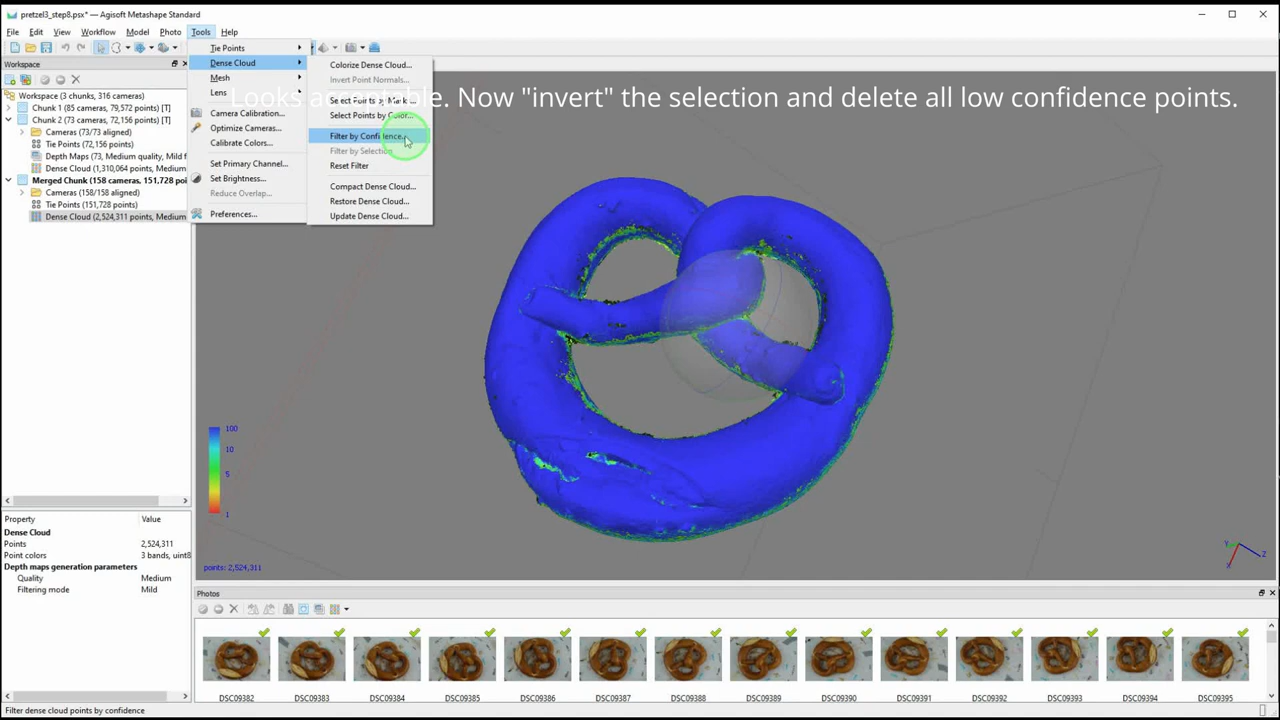 pretzel3_step8.psx* — Agisoft Metashape Standard
File Edit View Model Photo Tools Help
Workspace
Workspace (3 chunks, 316 cameras)
Chunk 1 (85 cameras, 79,572 points) [T]
Chunk 2 (73 cameras, 72,156 points) [T]
Cameras (73/73 aligned)
Tie Points (72,156 points)
Depth Maps (73, Medium, Mild f
Dense Cloud (1,310,064 points, M
Merged Chunk (158 cameras, 151,728 poi
Cameras (158/158 aligned)
Tie Points (151,728 points)
Dense Cloud (2,524,311 points, Medium
Tie Points
Dense Cloud
Mesh
Lens
Camera Calibration...
Optimize Cameras...
Calibrate Colors...
Set Primary Channel...
Set Brightness...
Reduce Overlap...
Preferences...
Colorize Dense Cloud...
Invert Point Normals...
Select Points by
Select Points by Color...
Filter by Confidence...
Filter by Selection
Reset Filter
Compact Dense Cloud...
Restore Dense Cloud...
Update Dense Cloud...
Looks acceptable. Now "invert" the selection and delete all low confidence points.
100
10
5
1
points: 2,524,311
Y
X
Z
Property Value
Dense Cloud
Points 2,524,311
Point colors 3 bands, uint8
Depth maps generation parameters
Quality Medium
Filtering mode Mild
Photos
DSC09382 DSC09383 DSC09384 DSC09385 DSC09386 DSC09387 DSC09388 DSC09389 DSC09390 DSC09391 DSC09392 DSC09393 DSC09394 DSC09395
Filter dense cloud points by confidence